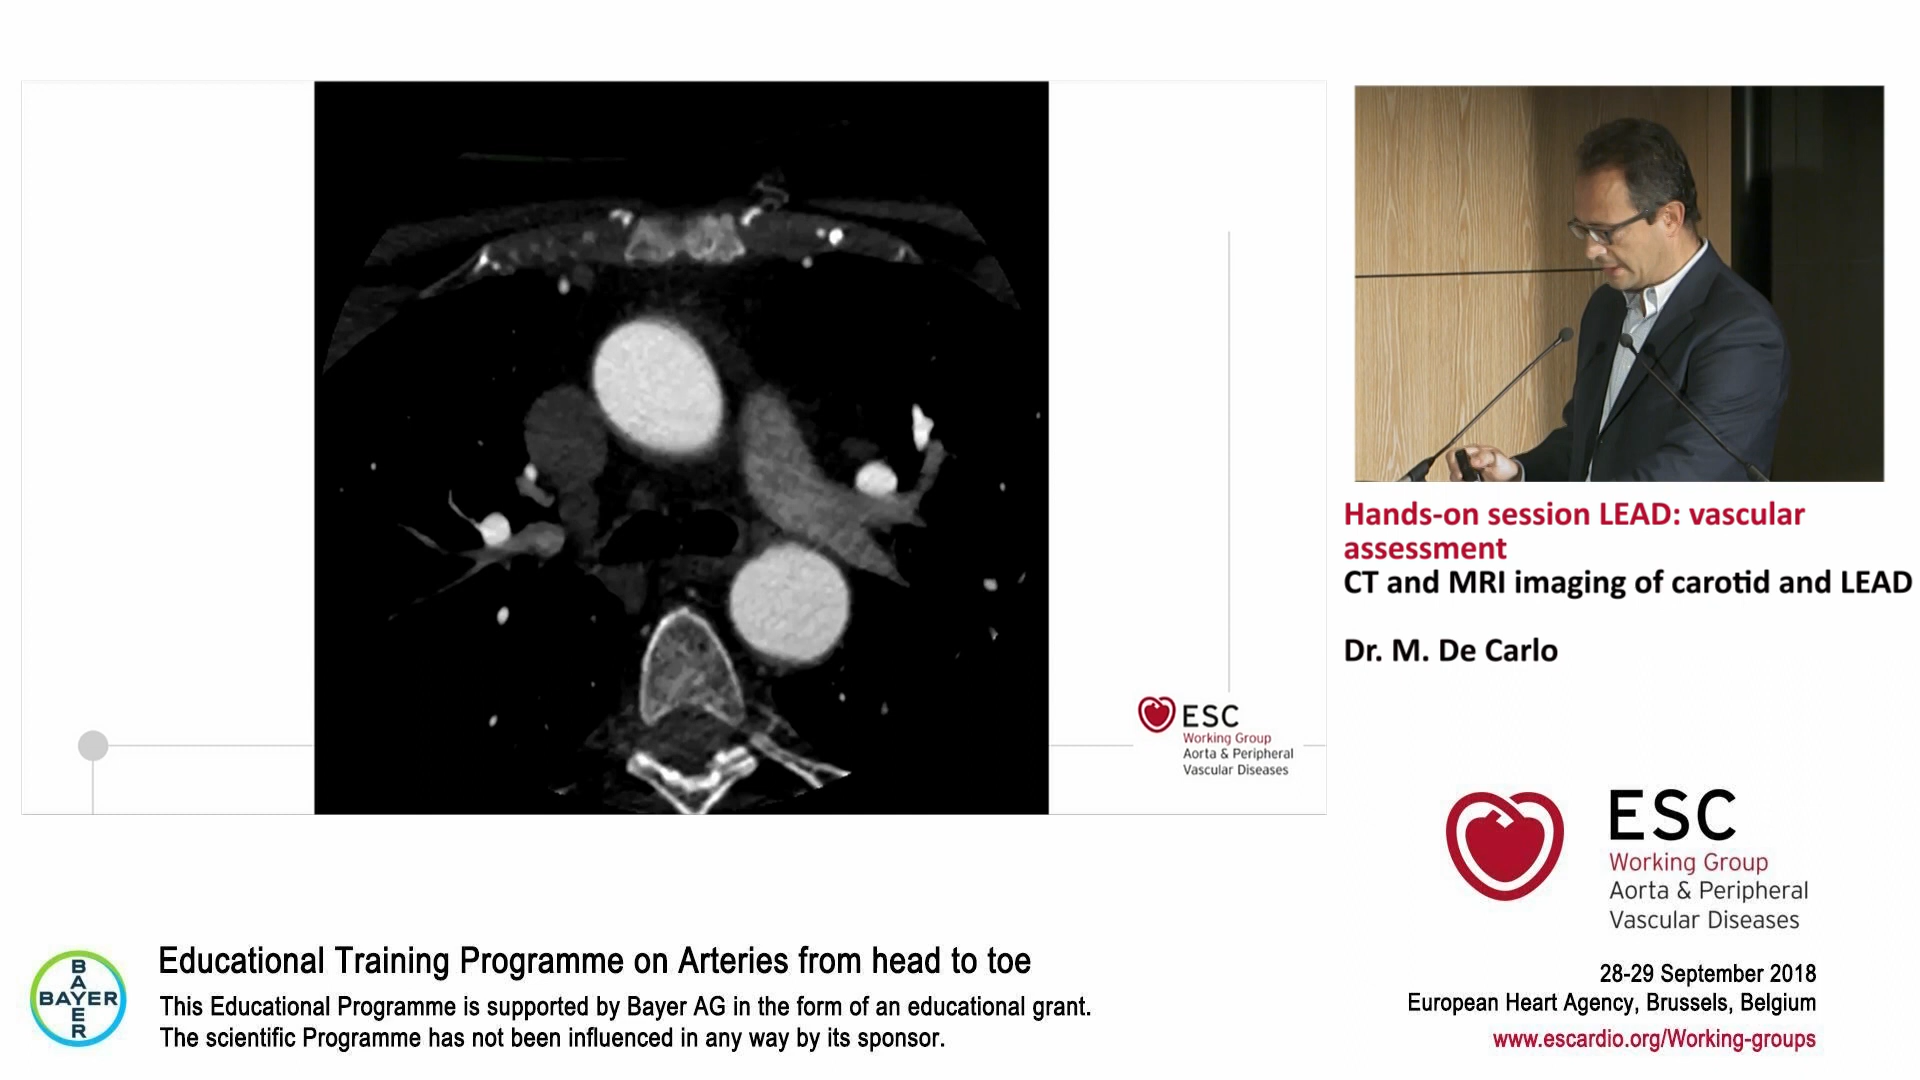 ESC
Working Group
Aorta & Peripheral
Vascular Diseases
Hands-on session LEAD: vascular
assessment
CT and MRI imaging of carotid and LEAD
Dr. M. De Carlo
ESC
Working Group
Aorta & Peripheral
Vascular Diseases
28-29 September 2018
European Heart Agency, Brussels, Belgium
www.escardio.org/Working-groups
BAYER
BAYER
Educational Training Programme on Arteries from head to toe
This Educational Programme is supported by Bayer AG in the form of an educational grant.
The scientific Programme has not been influenced in any way by its sponsor.